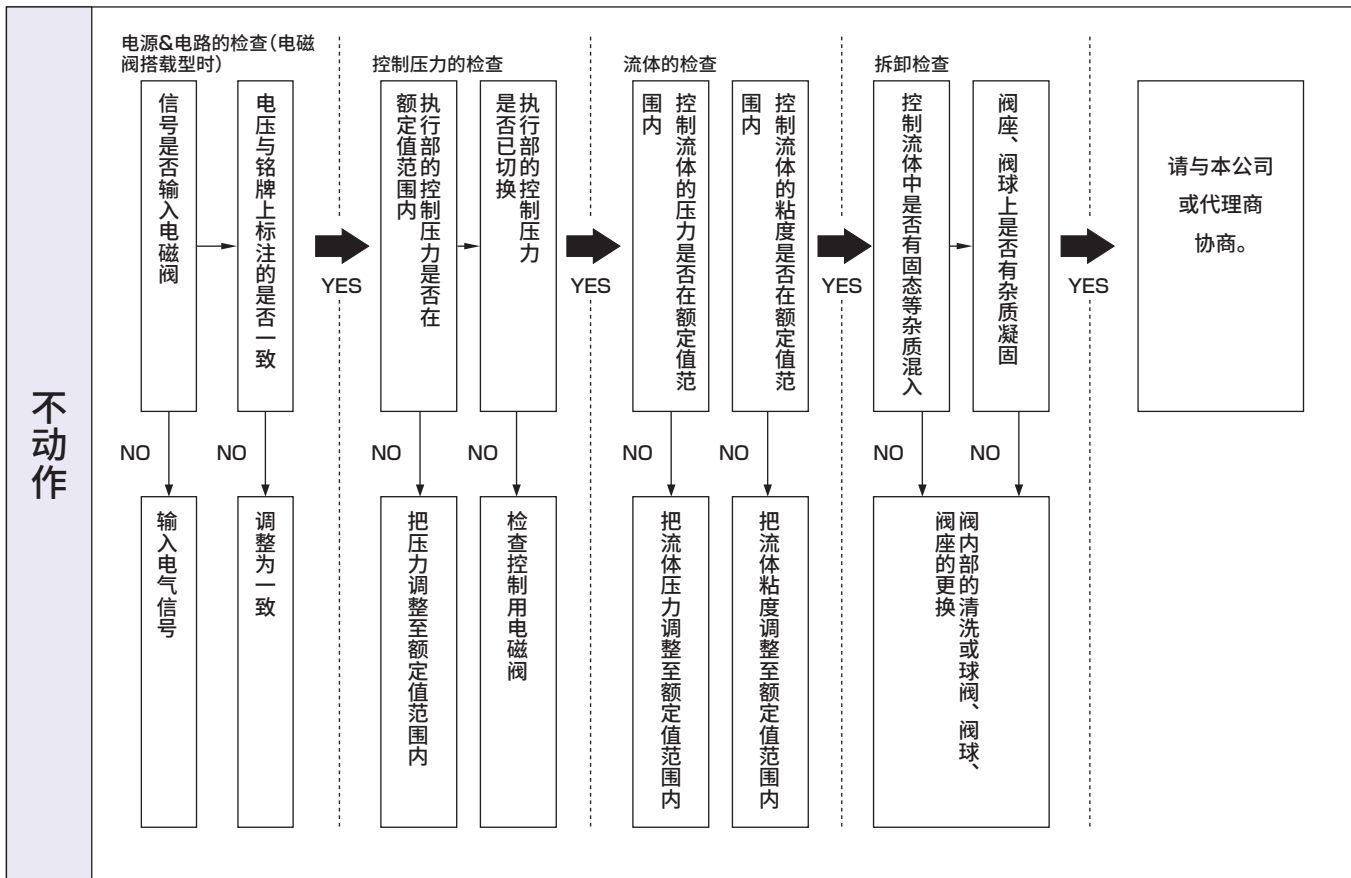 不动作
电源&电路的检查(电磁
阀搭载型时)
信号是否输入电磁阀
电压与铭牌上标注的是否一致
NO
输入电气信号
NO
调整为一致
YES
控制压力的检查
执行部的控制压力是否在
额定值范围内
执行部的控制压力
是否已切换
NO
把压力调整至额定值范围内
NO
检查控制用电磁阀
YES
流体的检查
控制流体的压力是否在额定值范
围内
控制流体的粘度是否在额定值范
围内
NO
把流体压力调整至额定值范围内
NO
把流体粘度调整至额定值范围内
YES
拆卸检查
控制流体中是否有固态等杂质混入
阀座、阀球上是否有杂质凝固
NO
NO
阀内部的清洗或球阀、阀球、
阀座的更换
YES
请与本公司
或代理商
协商。